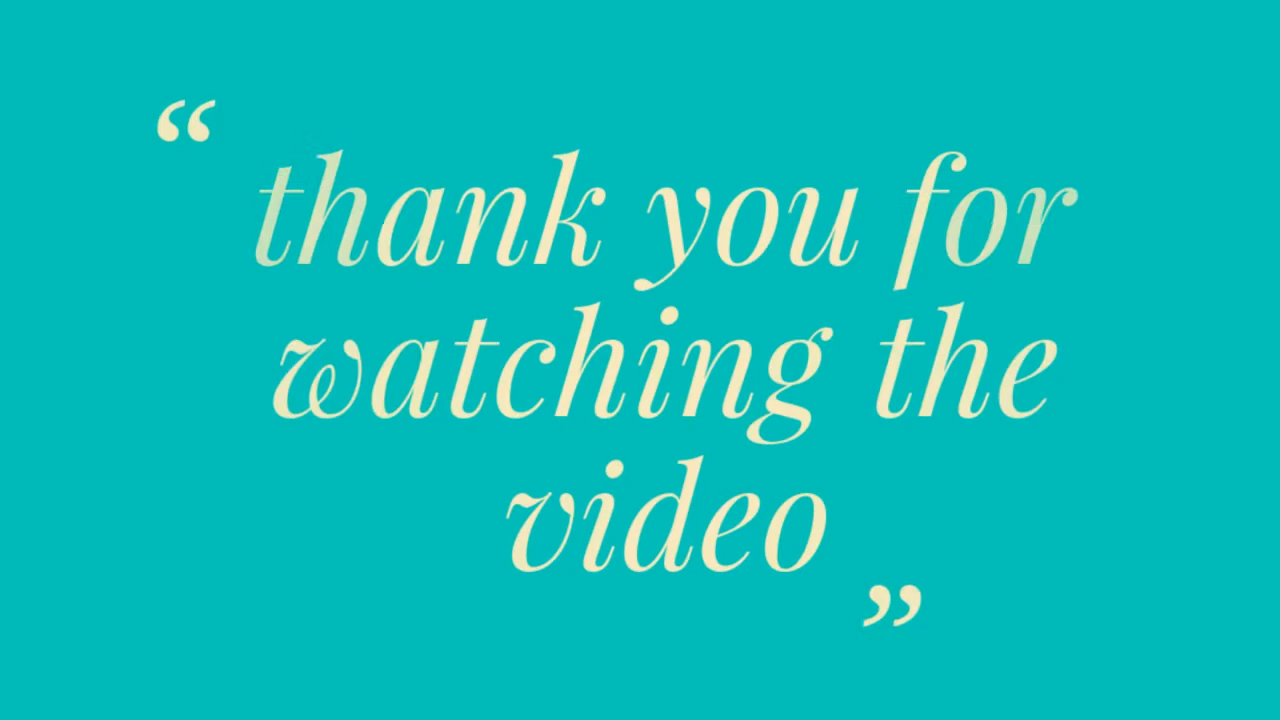 “ thank you for
watching the
video ”